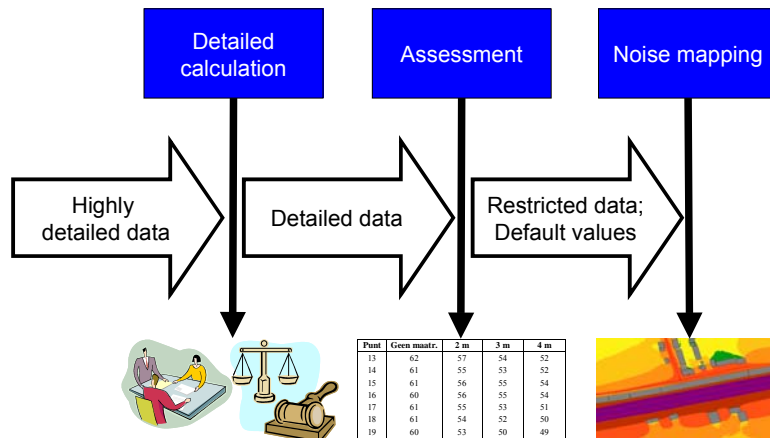 Detailed
calculation
Assessment
Noise mapping
Highly
detailed data
Detailed data
Restricted data;
Default values
Punt Geen maatr. 2 m 3 m 4 m
13 62 57 54 52
14 61 55 53 52
15 61 56 55 54
16 60 56 55 54
17 61 55 53 51
18 61 54 52 50
19 60 53 50 49